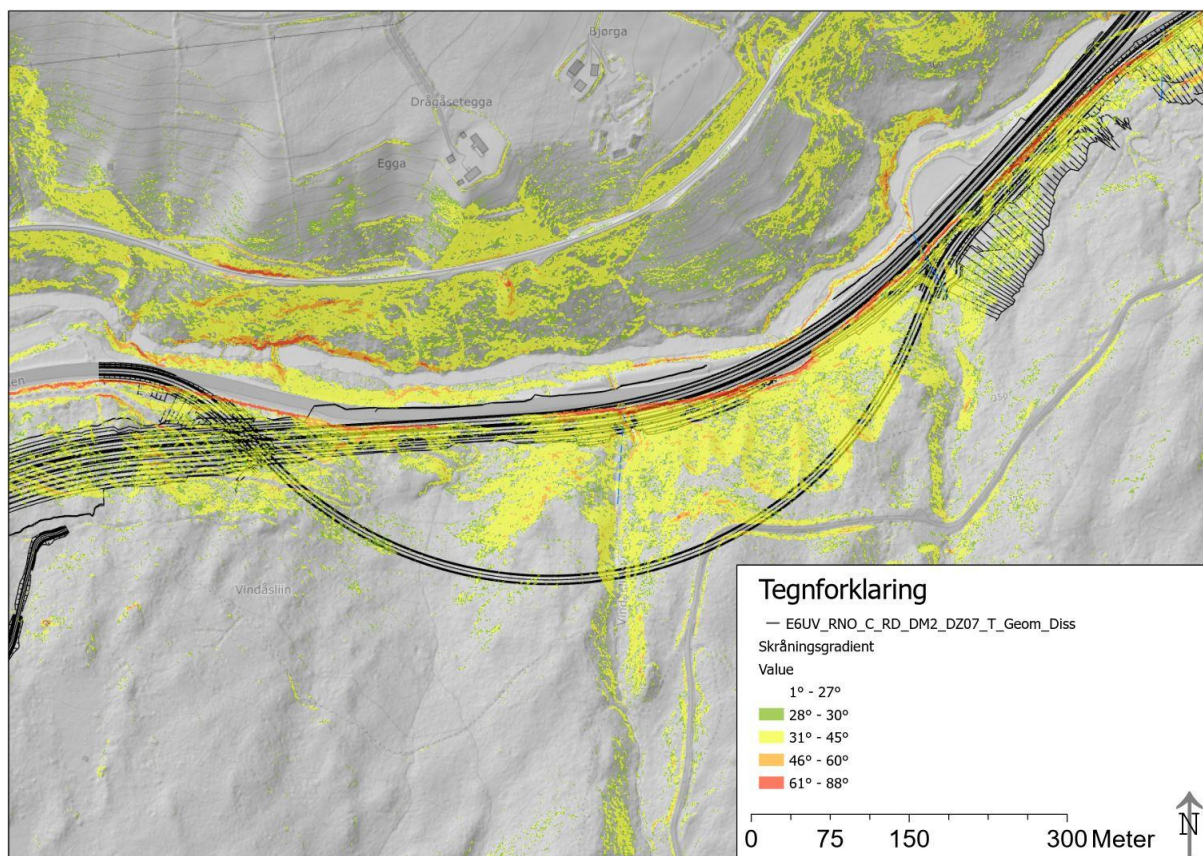 Bjørga
Drågåsetegga
Egga
en
Vindåsliin
Tegnforklaring
E6UV_RNO_C_RD_DM2_DZ07_T_Geom_Diss
Skråningsgradient
Value
1° - 27°
28° - 30°
31° - 45°
46° - 60°
61° - 88°
0 75 150 300 Meter
N